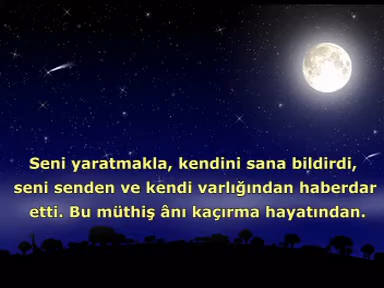 Seni yaratmakla, kendini sana bildirdi,
seni senden ve kendi varlığından haberdar
etti. Bu müthiş ânı kaçırma hayatından.